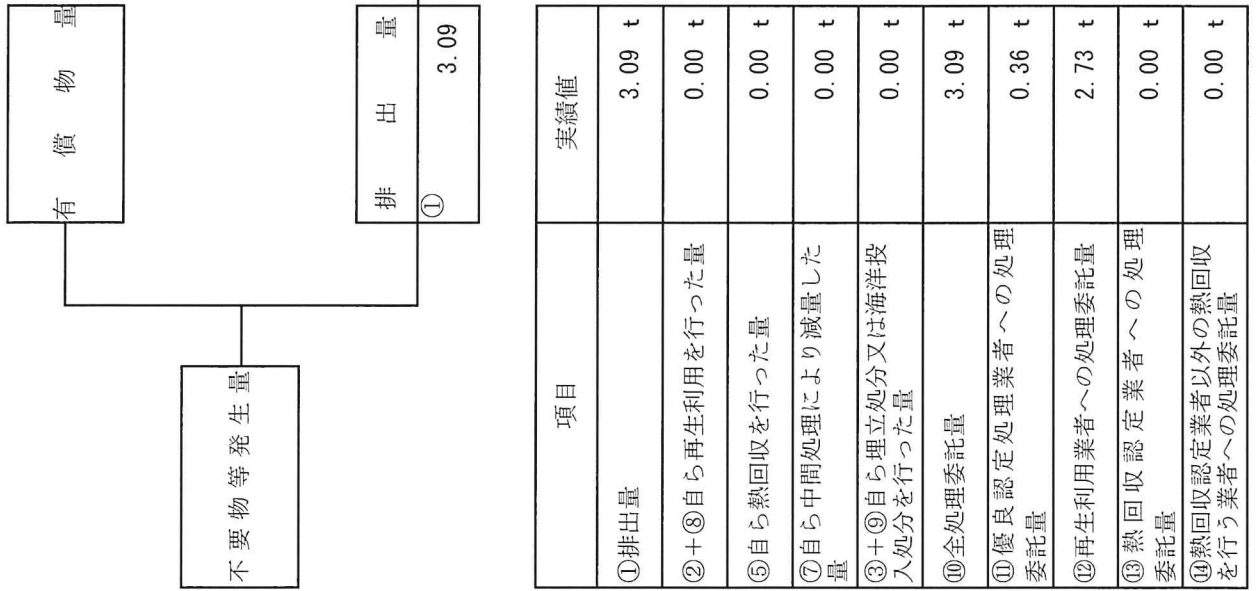 不要物等発生量
有償物量
排出量
① 3.09
項目 実績値
①排出量 3.09 t
②+⑧自ら再生利用を行った量 0.00 t
⑤自ら熱回収を行った量 0.00 t
⑦自ら中間処理により減量した
量 0.00 t
③+⑨自ら埋立処分又は海洋投
入処分を行った量 0.00 t
⑩全処理委託量 3.09 t
⑪優良認定処理業者への処理
委託量 0.36 t
⑫再生利用業者への処理委託量 2.73 t
⑬熱回収認定業者への処理
委託量 0.00 t
⑭熱回収認定業者以外の熱回収
を行う業者への処理委託量 0.00 t